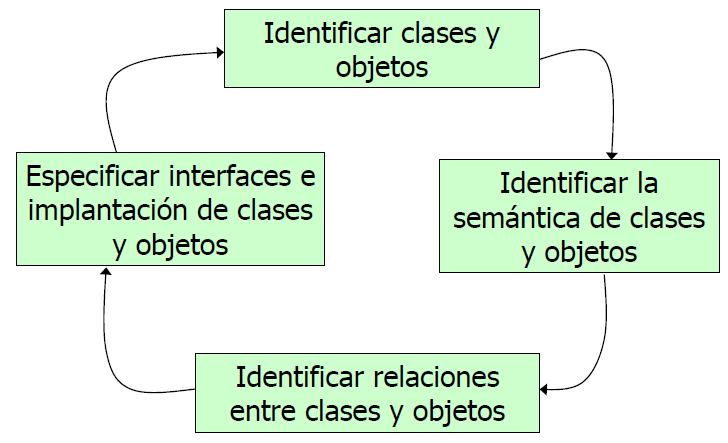 Identificar clases y
objetos
Identificar la
semántica de clases
y objetos
Identificar relaciones
entre clases y objetos
Especificar interfaces e
implantación de clases
y objetos